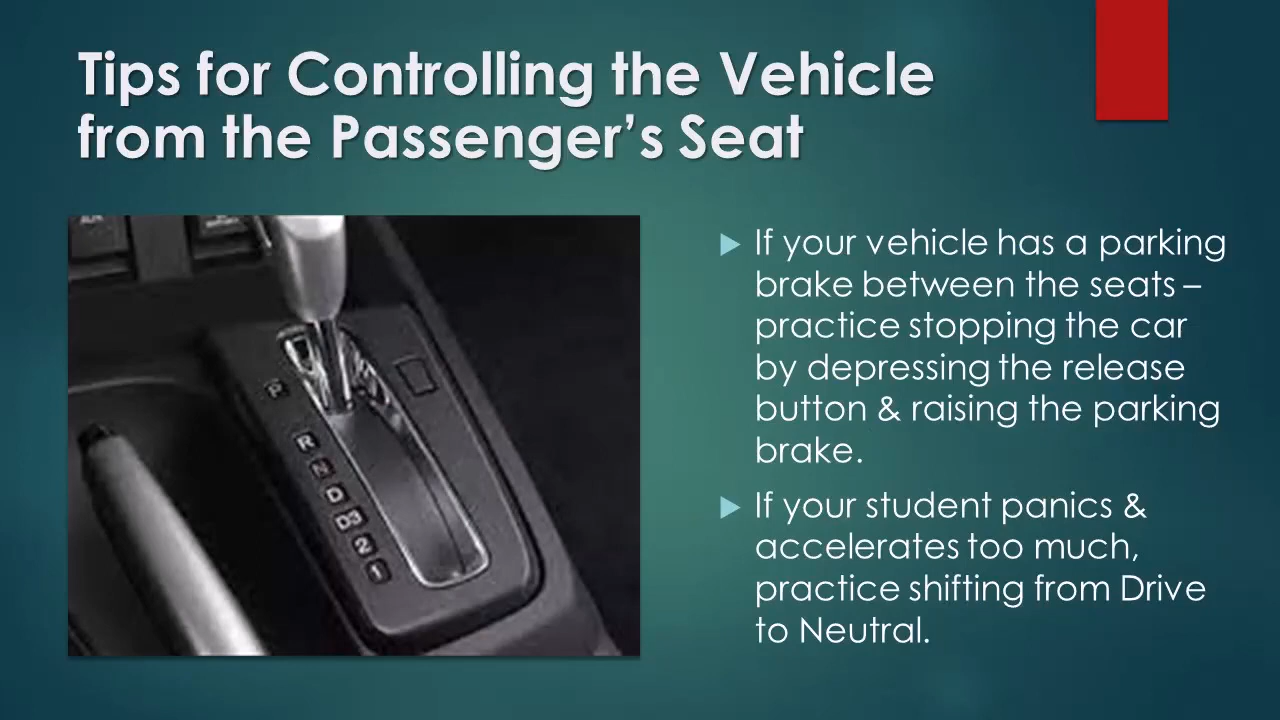 Tips for Controlling the Vehicle
from the Passenger’s Seat
If your vehicle has a parking
brake between the seats –
practice stopping the car
by depressing the release
button & raising the parking
brake.
If your student panics &
accelerates too much,
practice shifting from Drive
to Neutral.
P
R
N
D
2
1